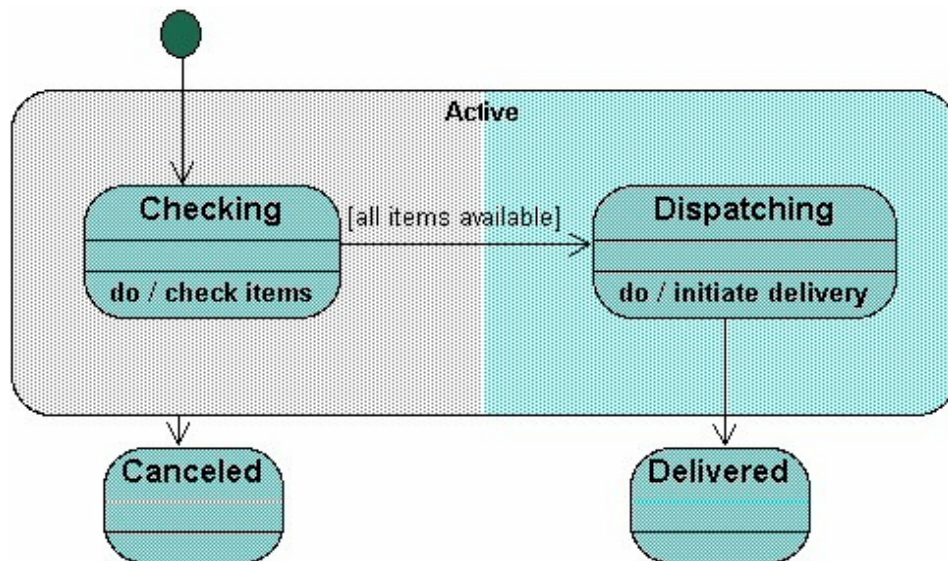 Active
Checking
[all items available]
Dispatching
do / check items
do / initiate delivery
Canceled
Delivered